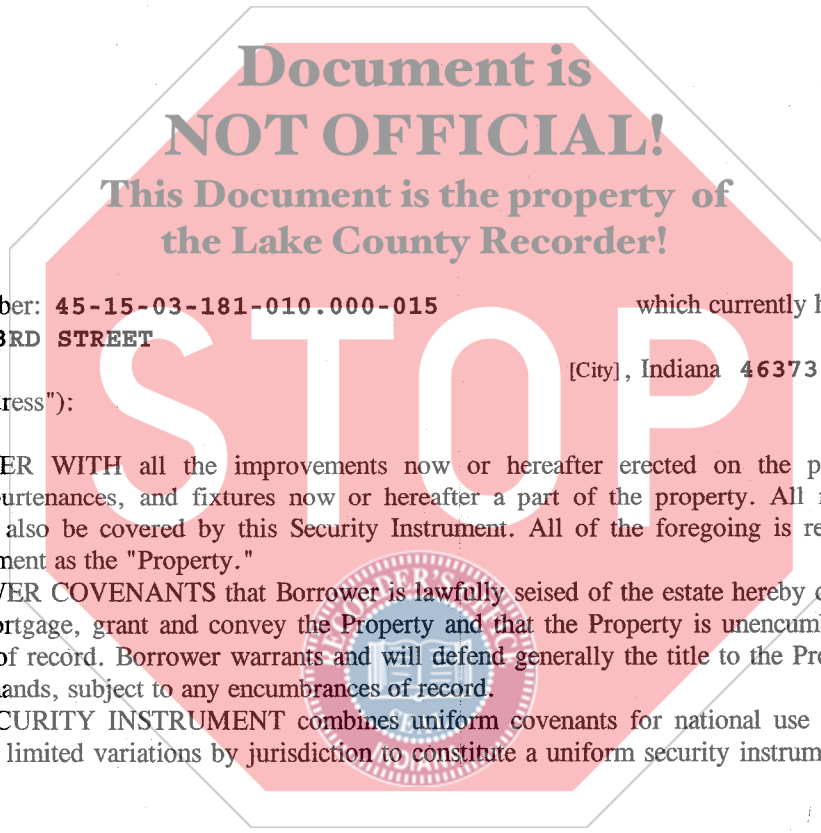 Document is
NOT OFFICIAL!
This Document is the property of
the Lake County Recorder!
ber: 45-15-03-181-010.000-015 which currently h
3RD STREET
[City], Indiana 46373
ress"):
STOP
ER WITH all the improvements now or hereafter erected on the p
urtenances, and fixtures now or hereafter a part of the property. All
also be covered by this Security Instrument. All of the foregoing is re
ment as the "Property."
VER COVENANTS that Borrower is lawfully seised of the estate hereby
ortgage, grant and convey the Property and that the Property is unencumb
of record. Borrower warrants and will defend generally the title to the Pro
ands, subject to any encumbrances of record.
CURITY INSTRUMENT combines uniform covenants for national use
limited variations by jurisdiction to constitute a uniform security instrum